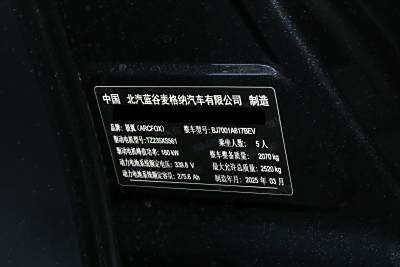 中国 北汽蓝谷麦格纳汽车有限公司 制造
品牌：极狐(ARCFOX) 整车型号：BJ7001A617BEV
驱动电机型号：TZ235XS561 乘坐人数：5 人
驱动电机峰值功率：160 kW 整车整备质量：2070 kg
动力电池系统额定电压：339.6 V 最大允许总质量：2520 kg
动力电池系统额定容量：275.6 Ah 制造年月：2025 年 03 月